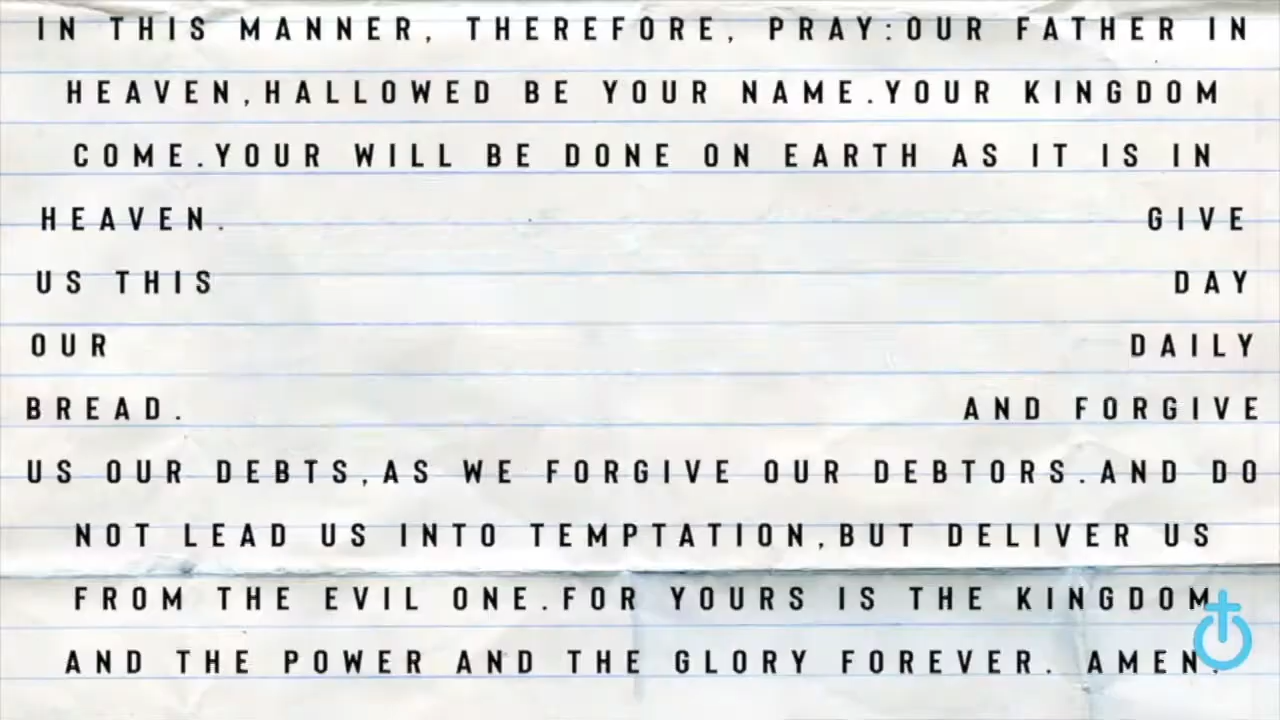 IN THIS MANNER, THEREFORE, PRAY:OUR FATHER IN
HEAVEN,HALLOWED BE YOUR NAME.YOUR KINGDOM
COME.YOUR WILL BE DONE ON EARTH AS IT IS IN
HEAVEN. GIVE
US THIS DAY
OUR DAILY
BREAD. AND FORGIVE
US OUR DEBTS,AS WE FORGIVE OUR DEBTORS.AND DO
NOT LEAD US INTO TEMPTATION,BUT DELIVER US
FROM THE EVIL ONE.FOR YOURS IS THE KINGDOM
AND THE POWER AND THE GLORY FOREVER. AMEN.